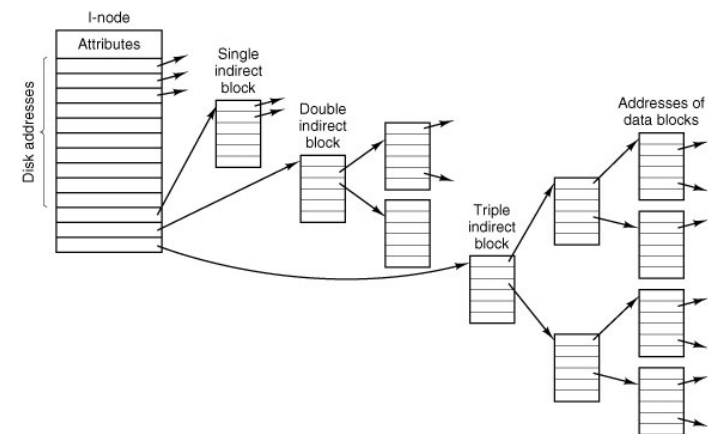 I-node
Attributes
Disk addresses
Single
indirect
block
Double
indirect
block
Triple
indirect
block
Addresses of
data blocks